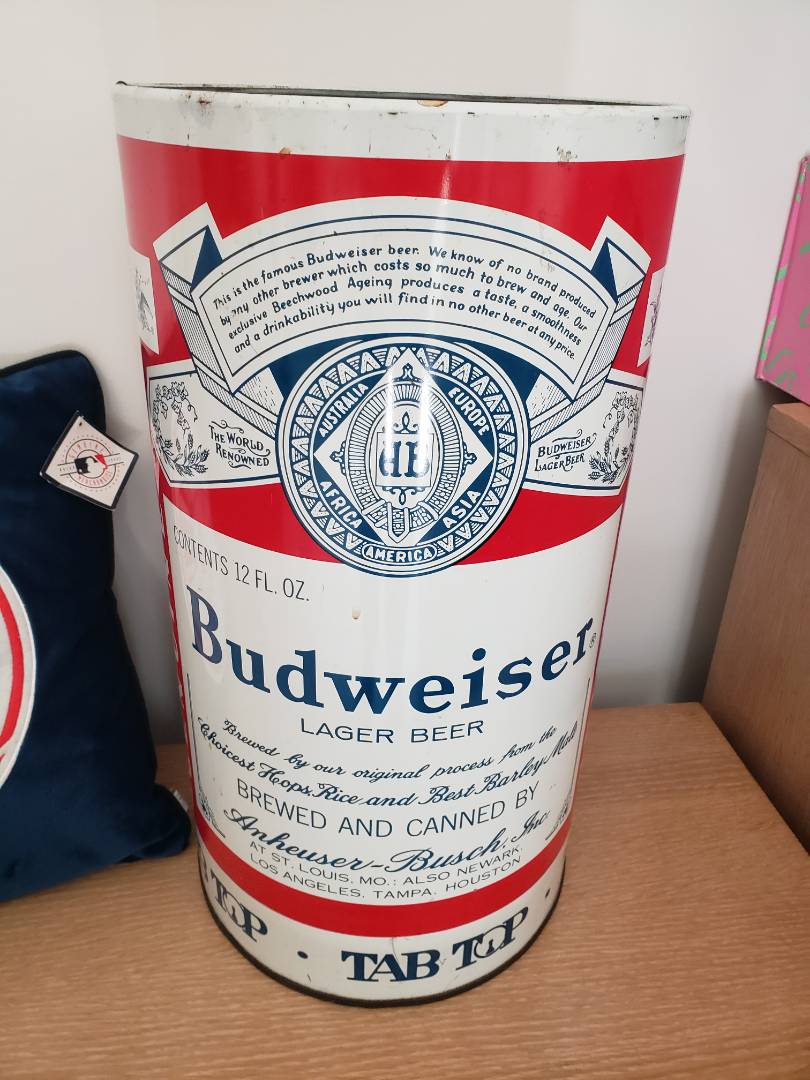 This is the famous Budweiser beer. We know of no brand produced
by any other brewer which costs so much to brew and age. Our
exclusive Beechwood Ageing produces a taste, a smoothness
and a drinkability you will find in no other beer at any price.
AUSTRALIA
EUROPE
THE WORLD
RENOWNED
BUDWEISER
LAGER BEER
AFRICA
ASIA
AMERICA
CONTENTS 12 FL. OZ.
Budweiser®
LAGER BEER
Brewed by our original process from the
Choicest Hops, Rice and Best Barley Malt
BREWED AND CANNED BY
Anheuser-Busch, Inc.
AT ST. LOUIS, MO.; ALSO NEWARK,
LOS ANGELES, TAMPA, HOUSTON
TOP • TAB TOP •